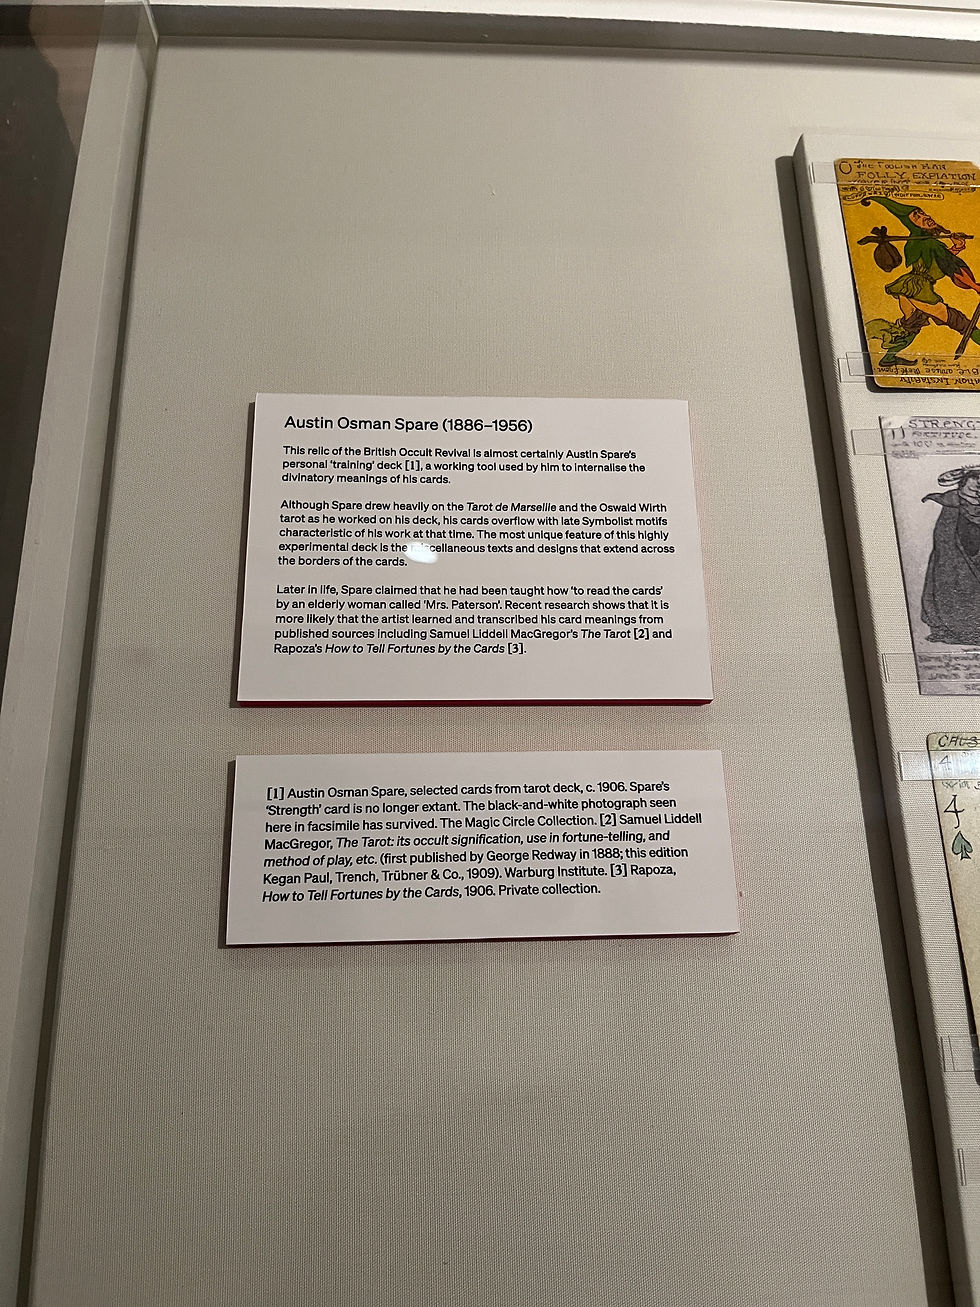 Austin Osman Spare (1886–1956)
This relic of the British Occult Revival is almost certainly Austin Spare's
personal 'training' deck [1], a working tool used by him to internalise the
divinatory meanings of his cards.
Although Spare drew heavily on the Tarot de Marseille and the Oswald Wirth
tarot as he worked on his deck, his cards overflow with late Symbolist motifs
characteristic of his work at that time. The most unique feature of this highly
experimental deck is the miscellaneous texts and designs that extend across
the borders of the cards.
Later in life, Spare claimed that he had been taught how 'to read the cards'
by an elderly woman called 'Mrs. Paterson'. Recent research shows that it is
more likely that the artist learned and transcribed his card meanings from
published sources including Samuel Liddell MacGregor's The Tarot [2] and
Rapoza's How to Tell Fortunes by the Cards [3].
[1] Austin Osman Spare, selected cards from tarot deck, c. 1906. Spare's
'Strength' card is no longer extant. The black-and-white photograph seen
here in facsimile has survived. The Magic Circle Collection. [2] Samuel Liddell
MacGregor, The Tarot: its occult signification, use in fortune-telling, and
method of play, etc. (first published by George Redway in 1888; this edition
Kegan Paul, Trench, Trübner & Co., 1909). Warburg Institute. [3] Rapoza,
How to Tell Fortunes by the Cards, 1906. Private collection.
0 THE FOOLISH MAN
FOLLY, EXPIATION
STRENG
11 FORTITUDE
4
4